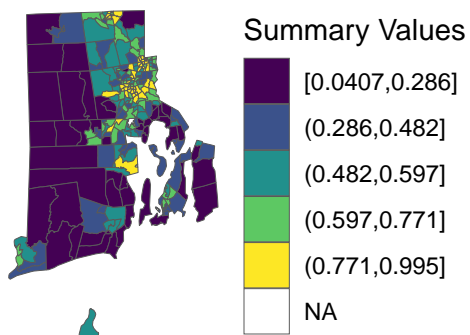 Summary Values
[0.0407,0.286]
(0.286,0.482]
(0.482,0.597]
(0.597,0.771]
(0.771,0.995]
NA